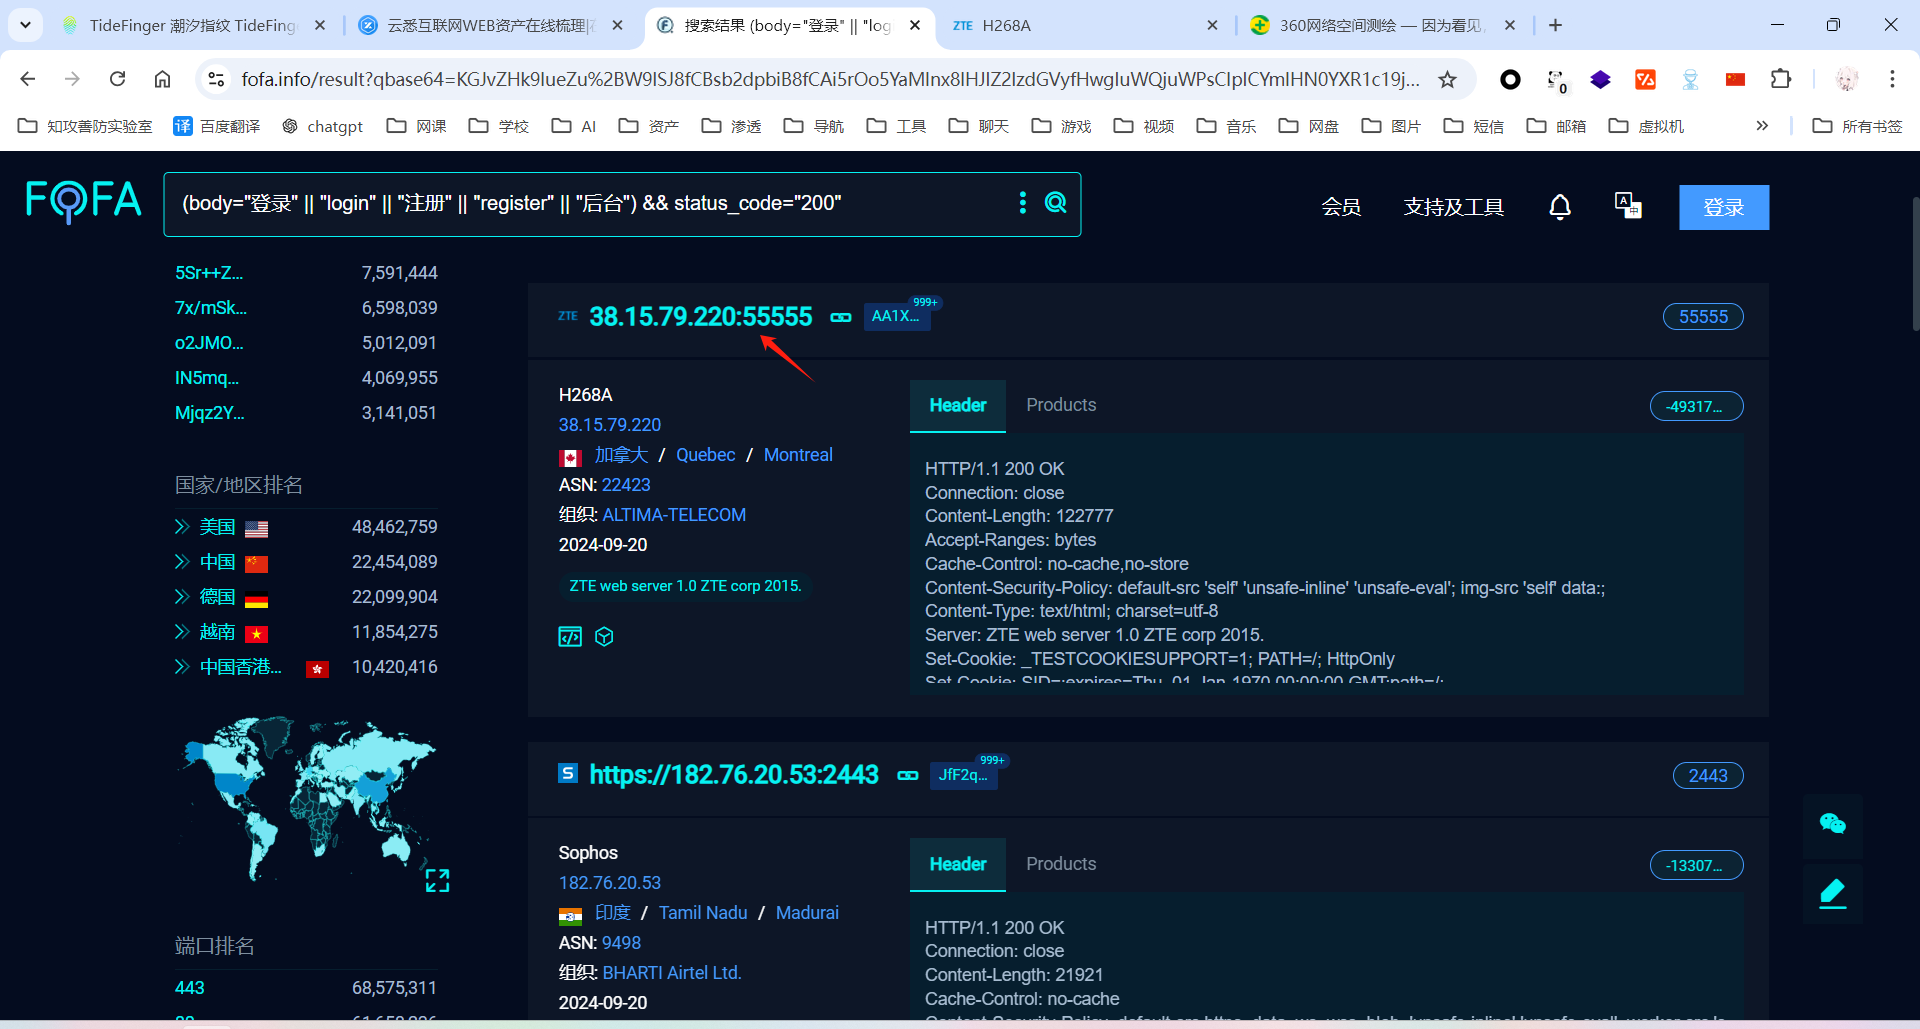 TideFinger 潮汐指纹 TideFing
云悉互联网WEB资产在线梳理|
搜索结果 (body="登录" || "log
ZTE H268A
360网络空间测绘 — 因为看见,
fofa.info/result?qbase64=KGJvZHk9IueZu%2BW9lSJ8fCBsb2dpbiB8fCAi5rOo5YaMInx8IHJlZ2lzdGVyfHwgIuWQjuWPsCIpICYmIHN0YXR1c19j...
0
知攻善防实验室
译 百度翻译
chatgpt
网课
学校
AI
资产
渗透
导航
工具
聊天
游戏
视频
音乐
网盘
图片
短信
邮箱
虚拟机
»
所有书签
FOFA
(body="登录" || "login" || "注册" || "register" || "后台") && status_code="200"
会员
支持及工具
登录
5Sr++Z... 7,591,444
7x/mSk... 6,598,039
o2JMO... 5,012,091
IN5mq... 4,069,955
Mjqz2Y... 3,141,051
国家/地区排名
美国 48,462,759
中国 22,454,089
德国 22,099,904
越南 11,854,275
中国香港... 10,420,416
端口排名
443 68,575,311
ZTE 38.15.79.220:55555 AA1X... 999+ 55555
H268A
38.15.79.220
加拿大 / Quebec / Montreal
ASN: 22423
组织: ALTIMA-TELECOM
2024-09-20
ZTE web server 1.0 ZTE corp 2015.
Header Products -49317...
HTTP/1.1 200 OK
Connection: close
Content-Length: 122777
Accept-Ranges: bytes
Cache-Control: no-cache,no-store
Content-Security-Policy: default-src 'self' 'unsafe-inline' 'unsafe-eval'; img-src 'self' data:;
Content-Type: text/html; charset=utf-8
Server: ZTE web server 1.0 ZTE corp 2015.
Set-Cookie: _TESTCOOKIESUPPORT=1; PATH=/; HttpOnly
Set-Cookie: SID=;expires=Thu, 01-Jan-1970 00:00:00 GMT;path=/;
S https://182.76.20.53:2443 JfF2q... 999+ 2443
Sophos
182.76.20.53
印度 / Tamil Nadu / Madurai
ASN: 9498
组织: BHARTI Airtel Ltd.
2024-09-20
Header Products -13307...
HTTP/1.1 200 OK
Connection: close
Content-Length: 21921
Cache-Control: no-cache